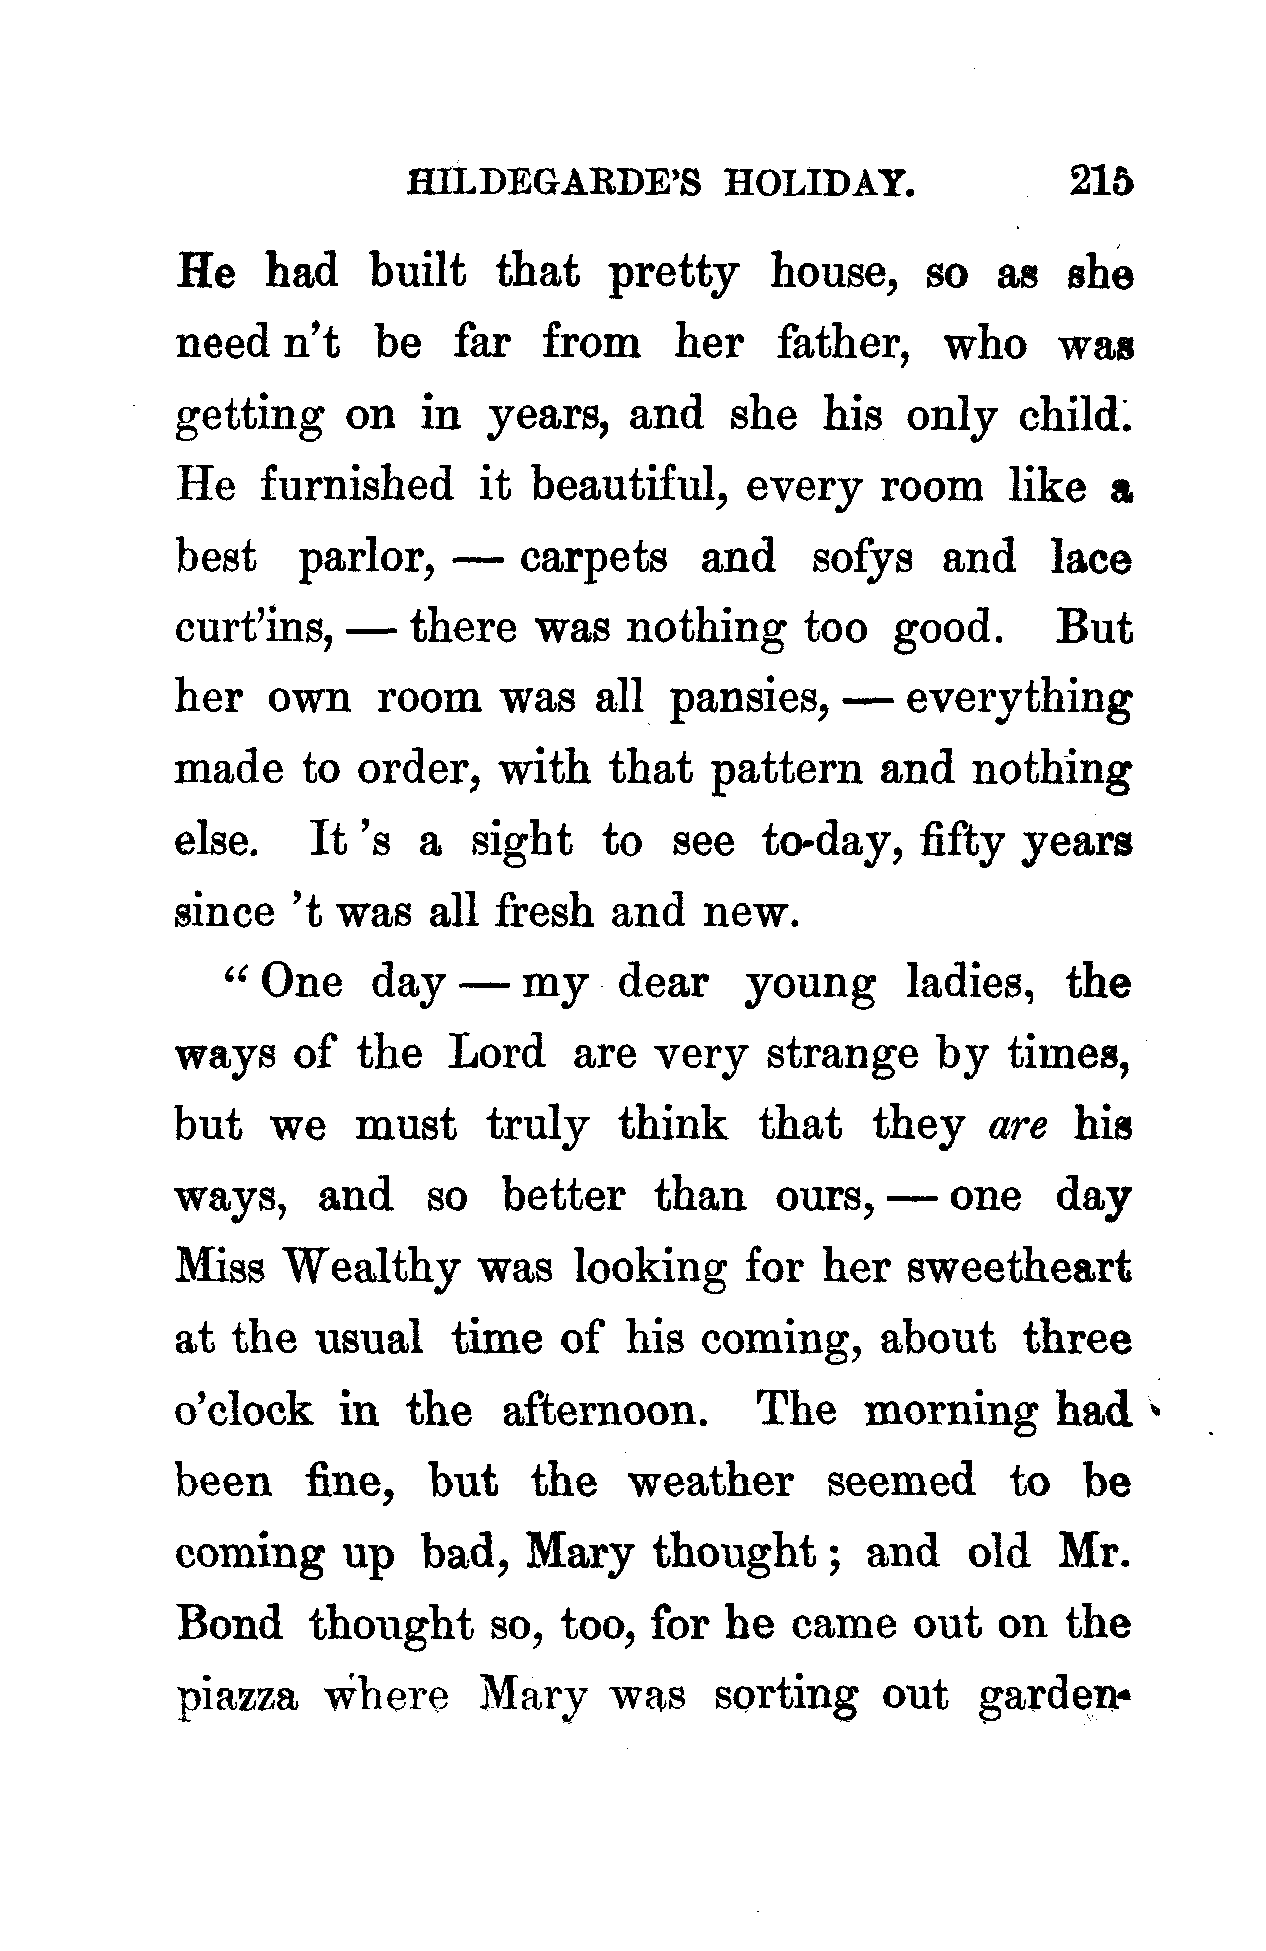 HILDEGARDE'S HOLIDAY. 215
He had built that pretty house, so as she
need n't be far from her father, who was
getting on in years, and she his only child.
He furnished it beautiful, every room like a
best parlor, — carpets and sofys and lace
curt'ins, — there was nothing too good. But
her own room was all pansies, — everything
made to order, with that pattern and nothing
else. It 's a sight to see to-day, fifty years
since 't was all fresh and new.
" One day — my dear young ladies, the
ways of the Lord are very strange by times,
but we must truly think that they are his
ways, and so better than ours, — one day
Miss Wealthy was looking for her sweetheart
at the usual time of his coming, about three
o'clock in the afternoon. The morning had
been fine, but the weather seemed to be
coming up bad, Mary thought ; and old Mr.
Bond thought so, too, for he came out on the
piazza where Mary was sorting out garden-